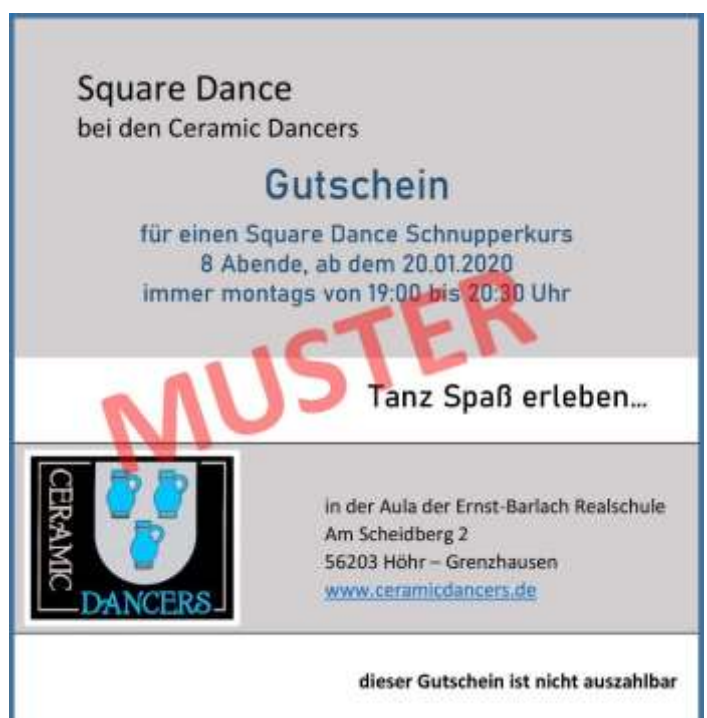 Square Dance
bei den Ceramic Dancers
Gutschein
für einen Square Dance Schnupperkurs
8 Abende, ab dem 20.01.2020
immer montags von 19:00 bis 20:30 Uhr
MUSTER
Tanz Spaß erleben...
CERAMIC
DANCERS
in der Aula der Ernst-Barlach Realschule
Am Scheidberg 2
56203 Höhr – Grenzhausen
www.ceramicdancers.de
dieser Gutschein ist nicht auszahlbar